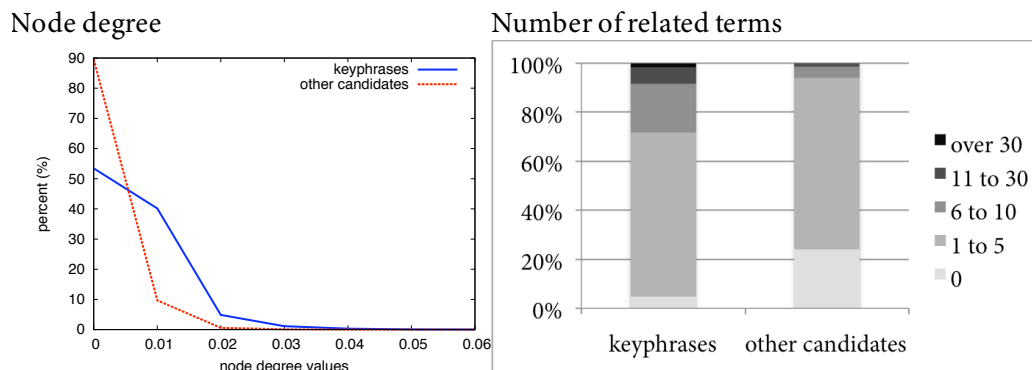 Node degree
90
80
70
60
50
40
30
20
10
0
percent (%)
keyphrases
other candidates
0
0.01
0.02
0.03
0.04
0.05
0.06
node degree values
Number of related terms
100%
80%
60%
40%
20%
0%
keyphrases
other candidates
over 30
11 to 30
6 to 10
1 to 5
0